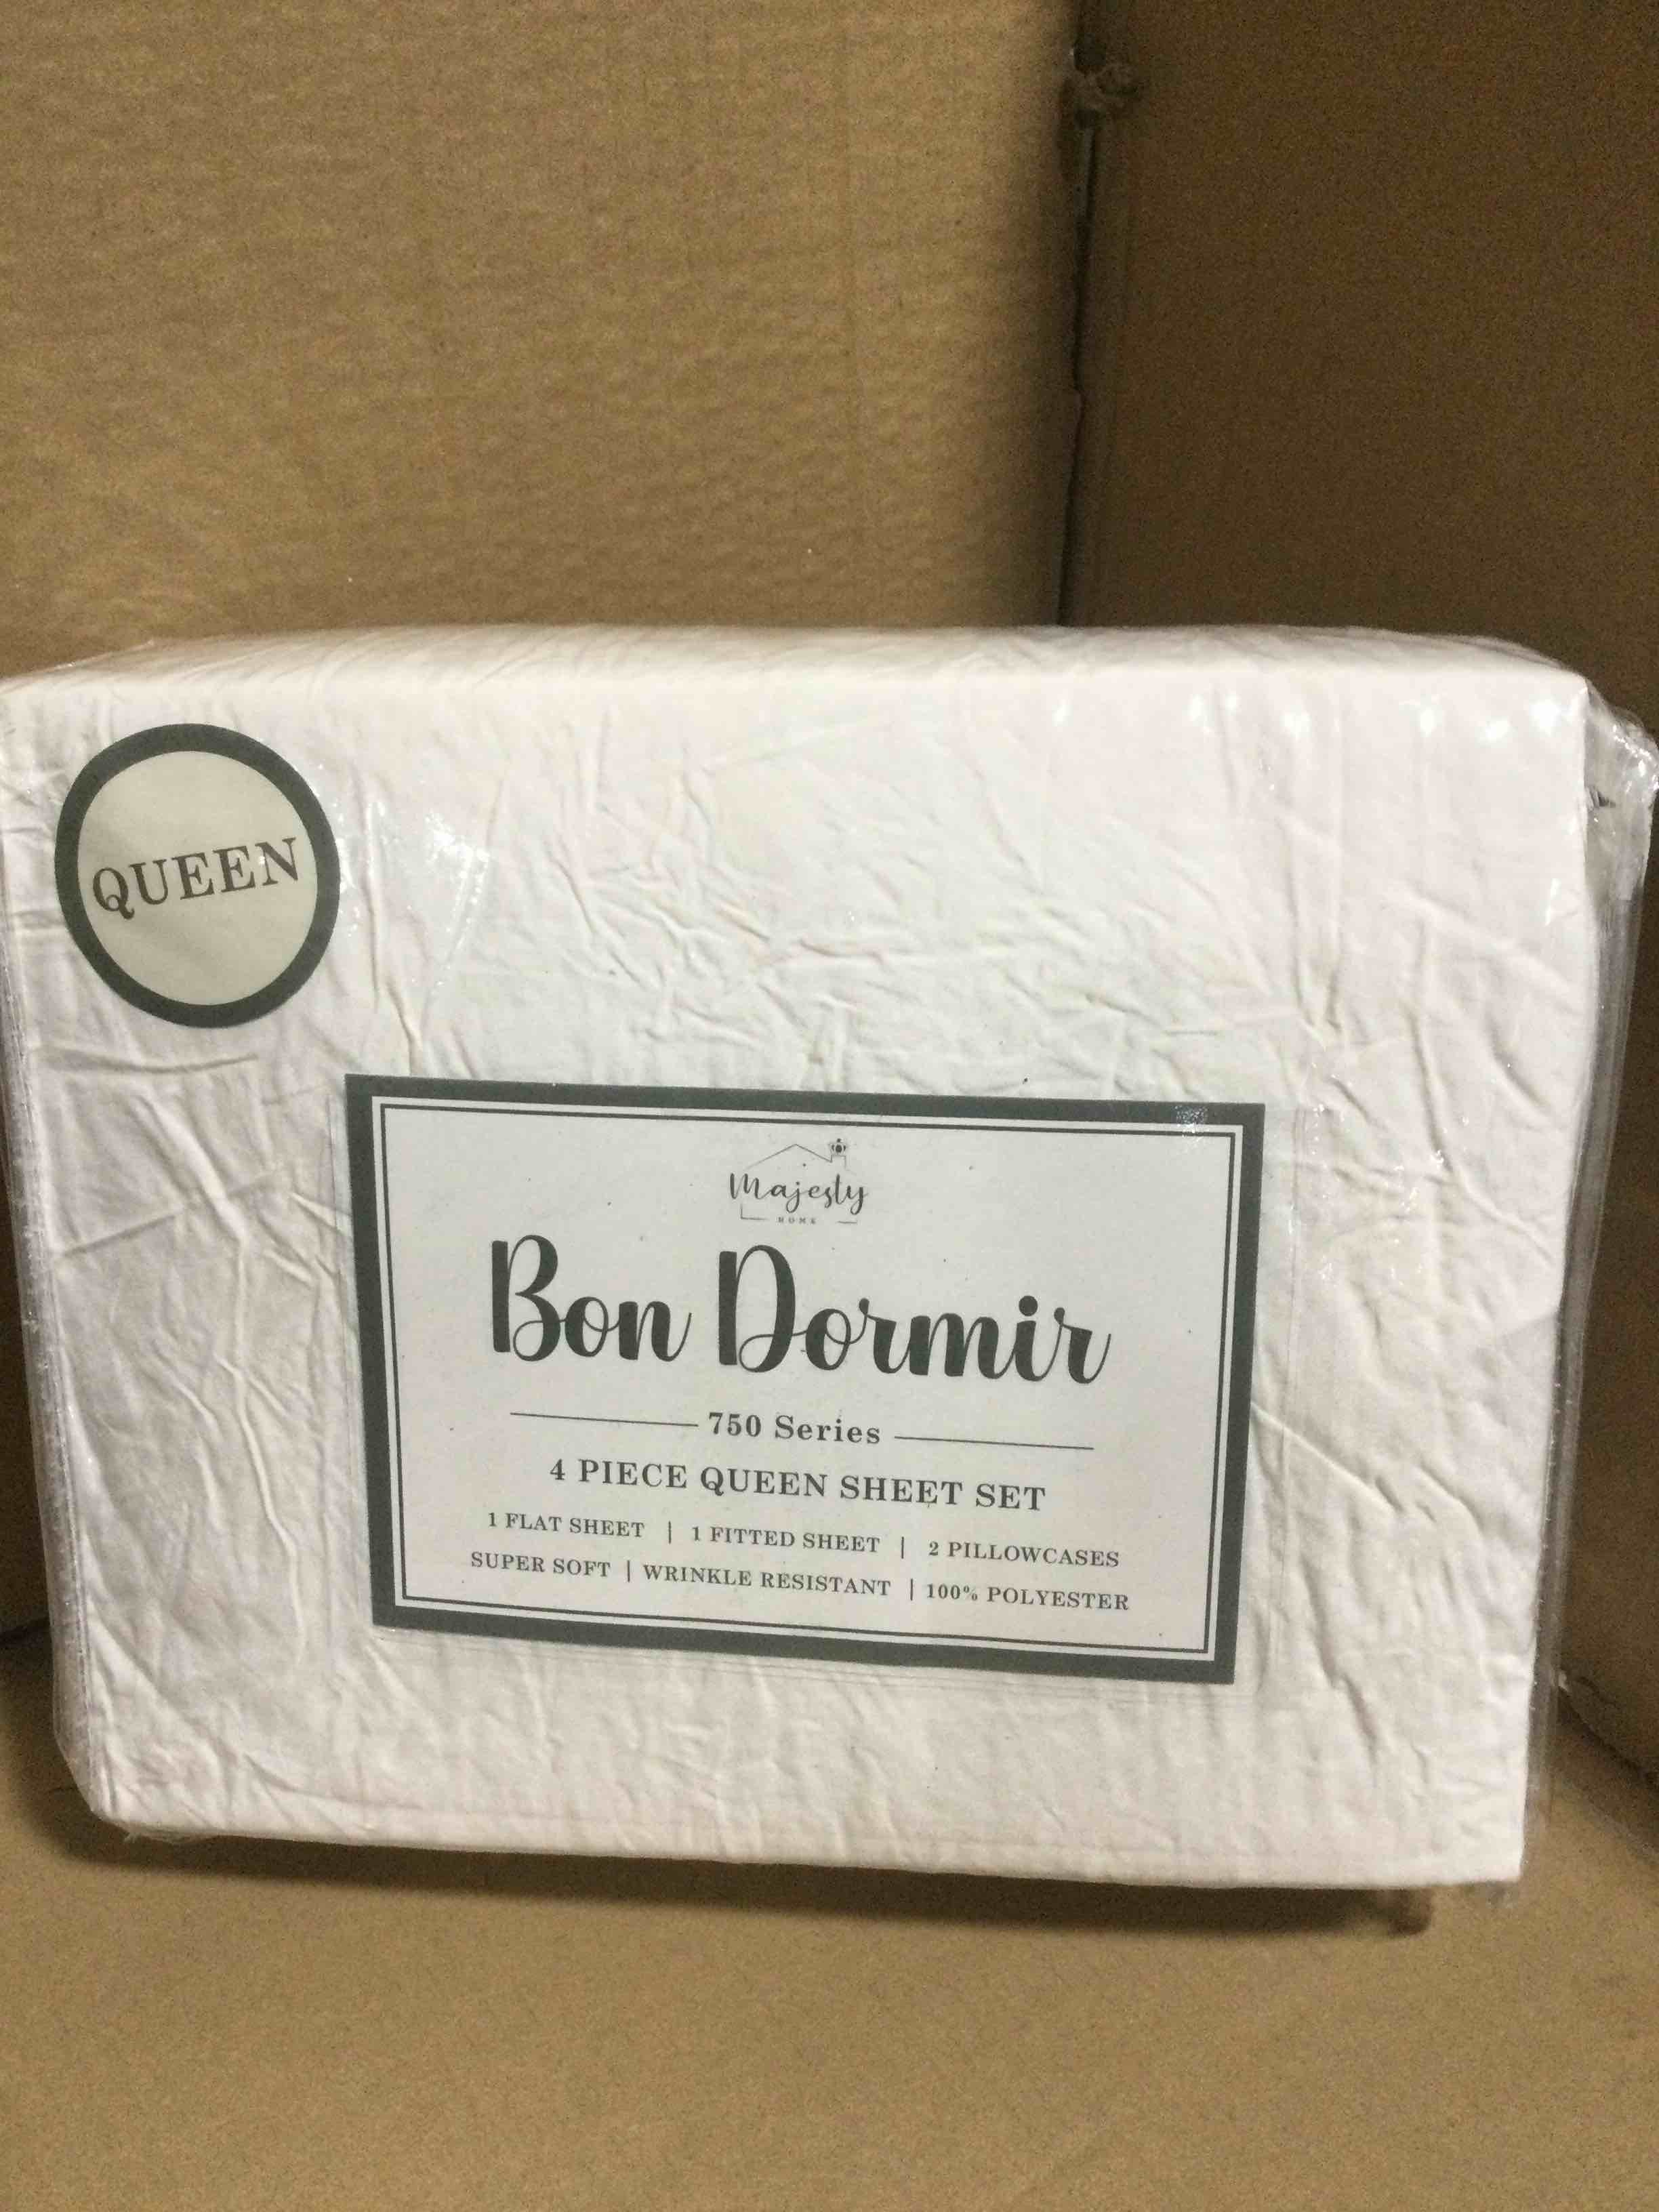 QUEEN
Majesty
HOME
Bon Dormir
750 Series
4 PIECE QUEEN SHEET SET
1 FLAT SHEET | 1 FITTED SHEET | 2 PILLOWCASES
SUPER SOFT | WRINKLE RESISTANT | 100% POLYESTER